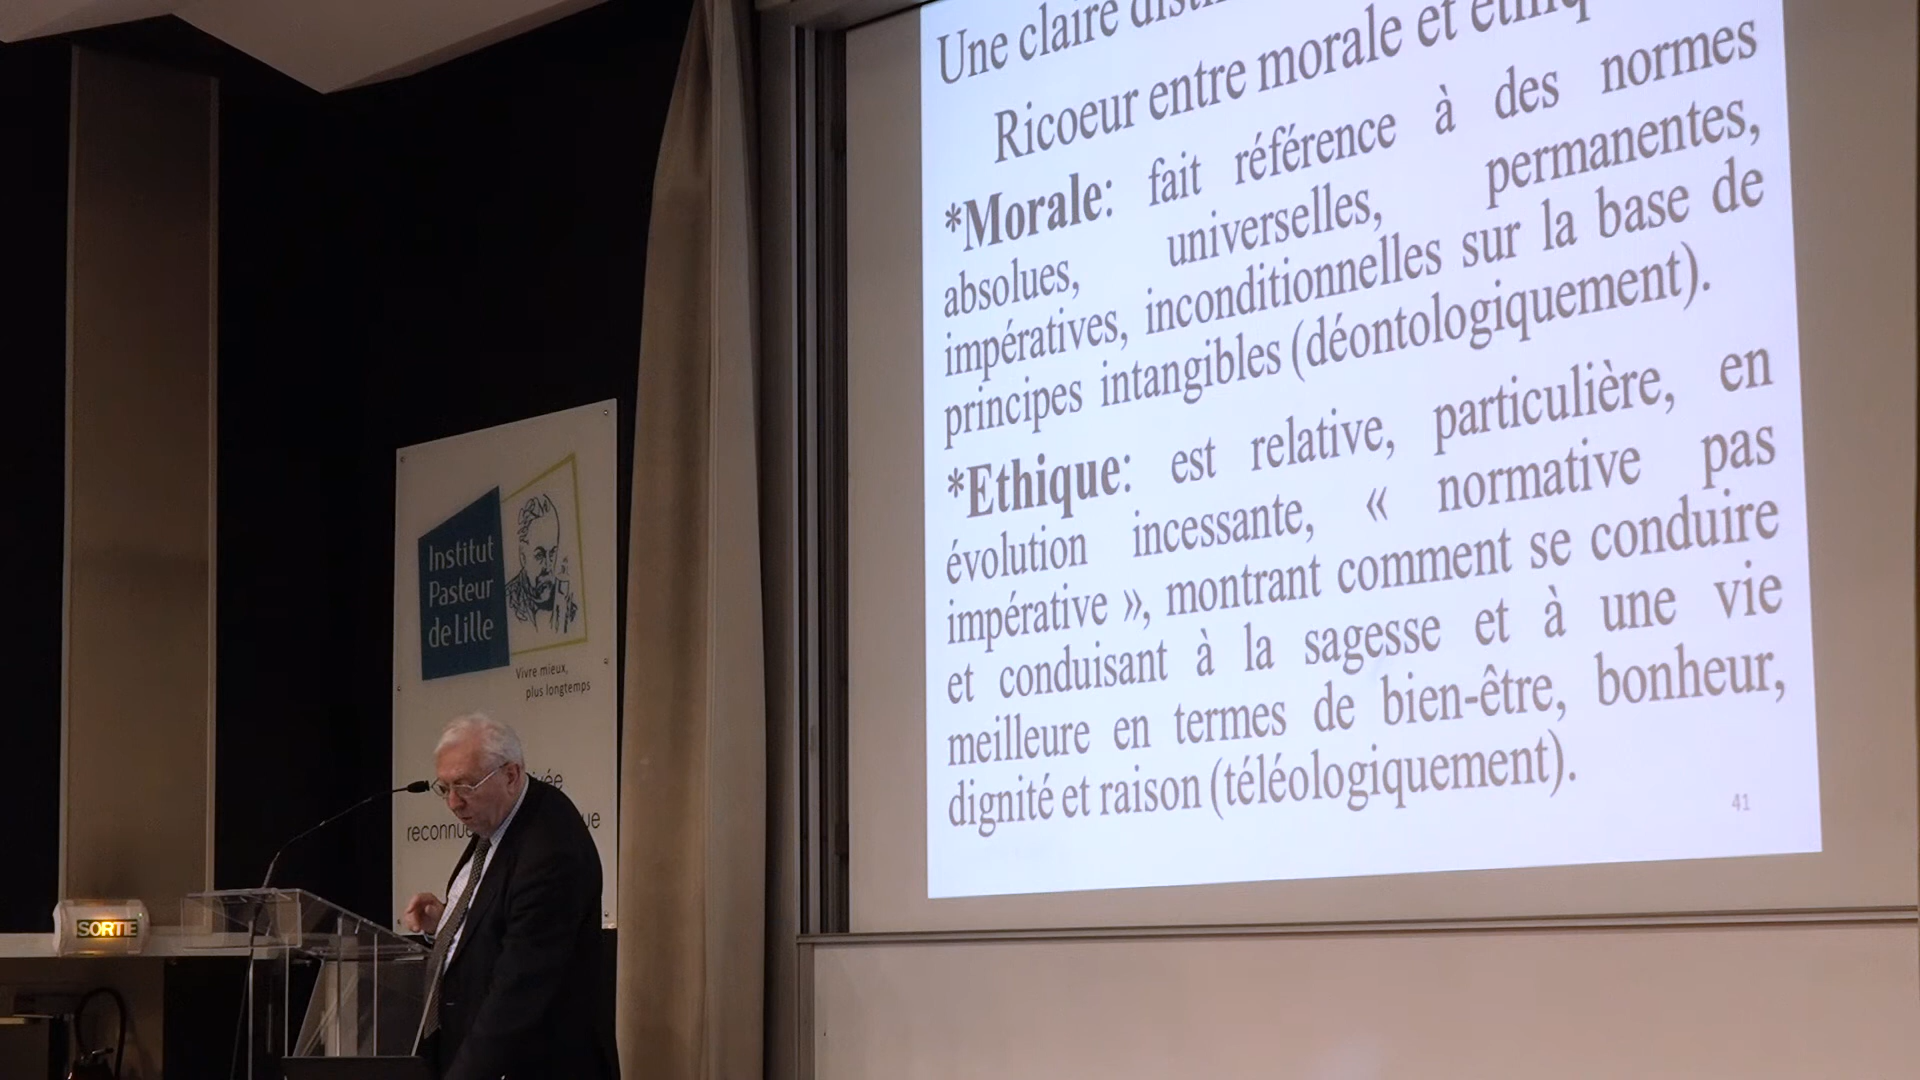 Une claire
Ricoeur entre morale et
*Morale: fait référence à des normes
absolues, universelles, permanentes,
impératives, inconditionnelles sur la base de
principes intangibles (déontologiquement).
*Ethique: est relative, particulière, en
évolution incessante, « normative pas
impérative », montrant comment se conduire
et conduisant à la sagesse et à une vie
meilleure en termes de bien-être, bonheur,
dignité et raison (téléologiquement).
41
Institut
Pasteur
de Lille
Vivre mieux,
plus longtemps
SORTIE